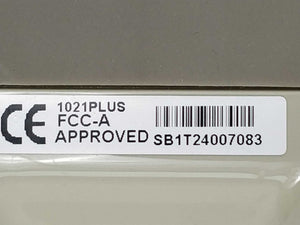 CE
1021PLUS
FCC-A
APPROVED SB1T24007083